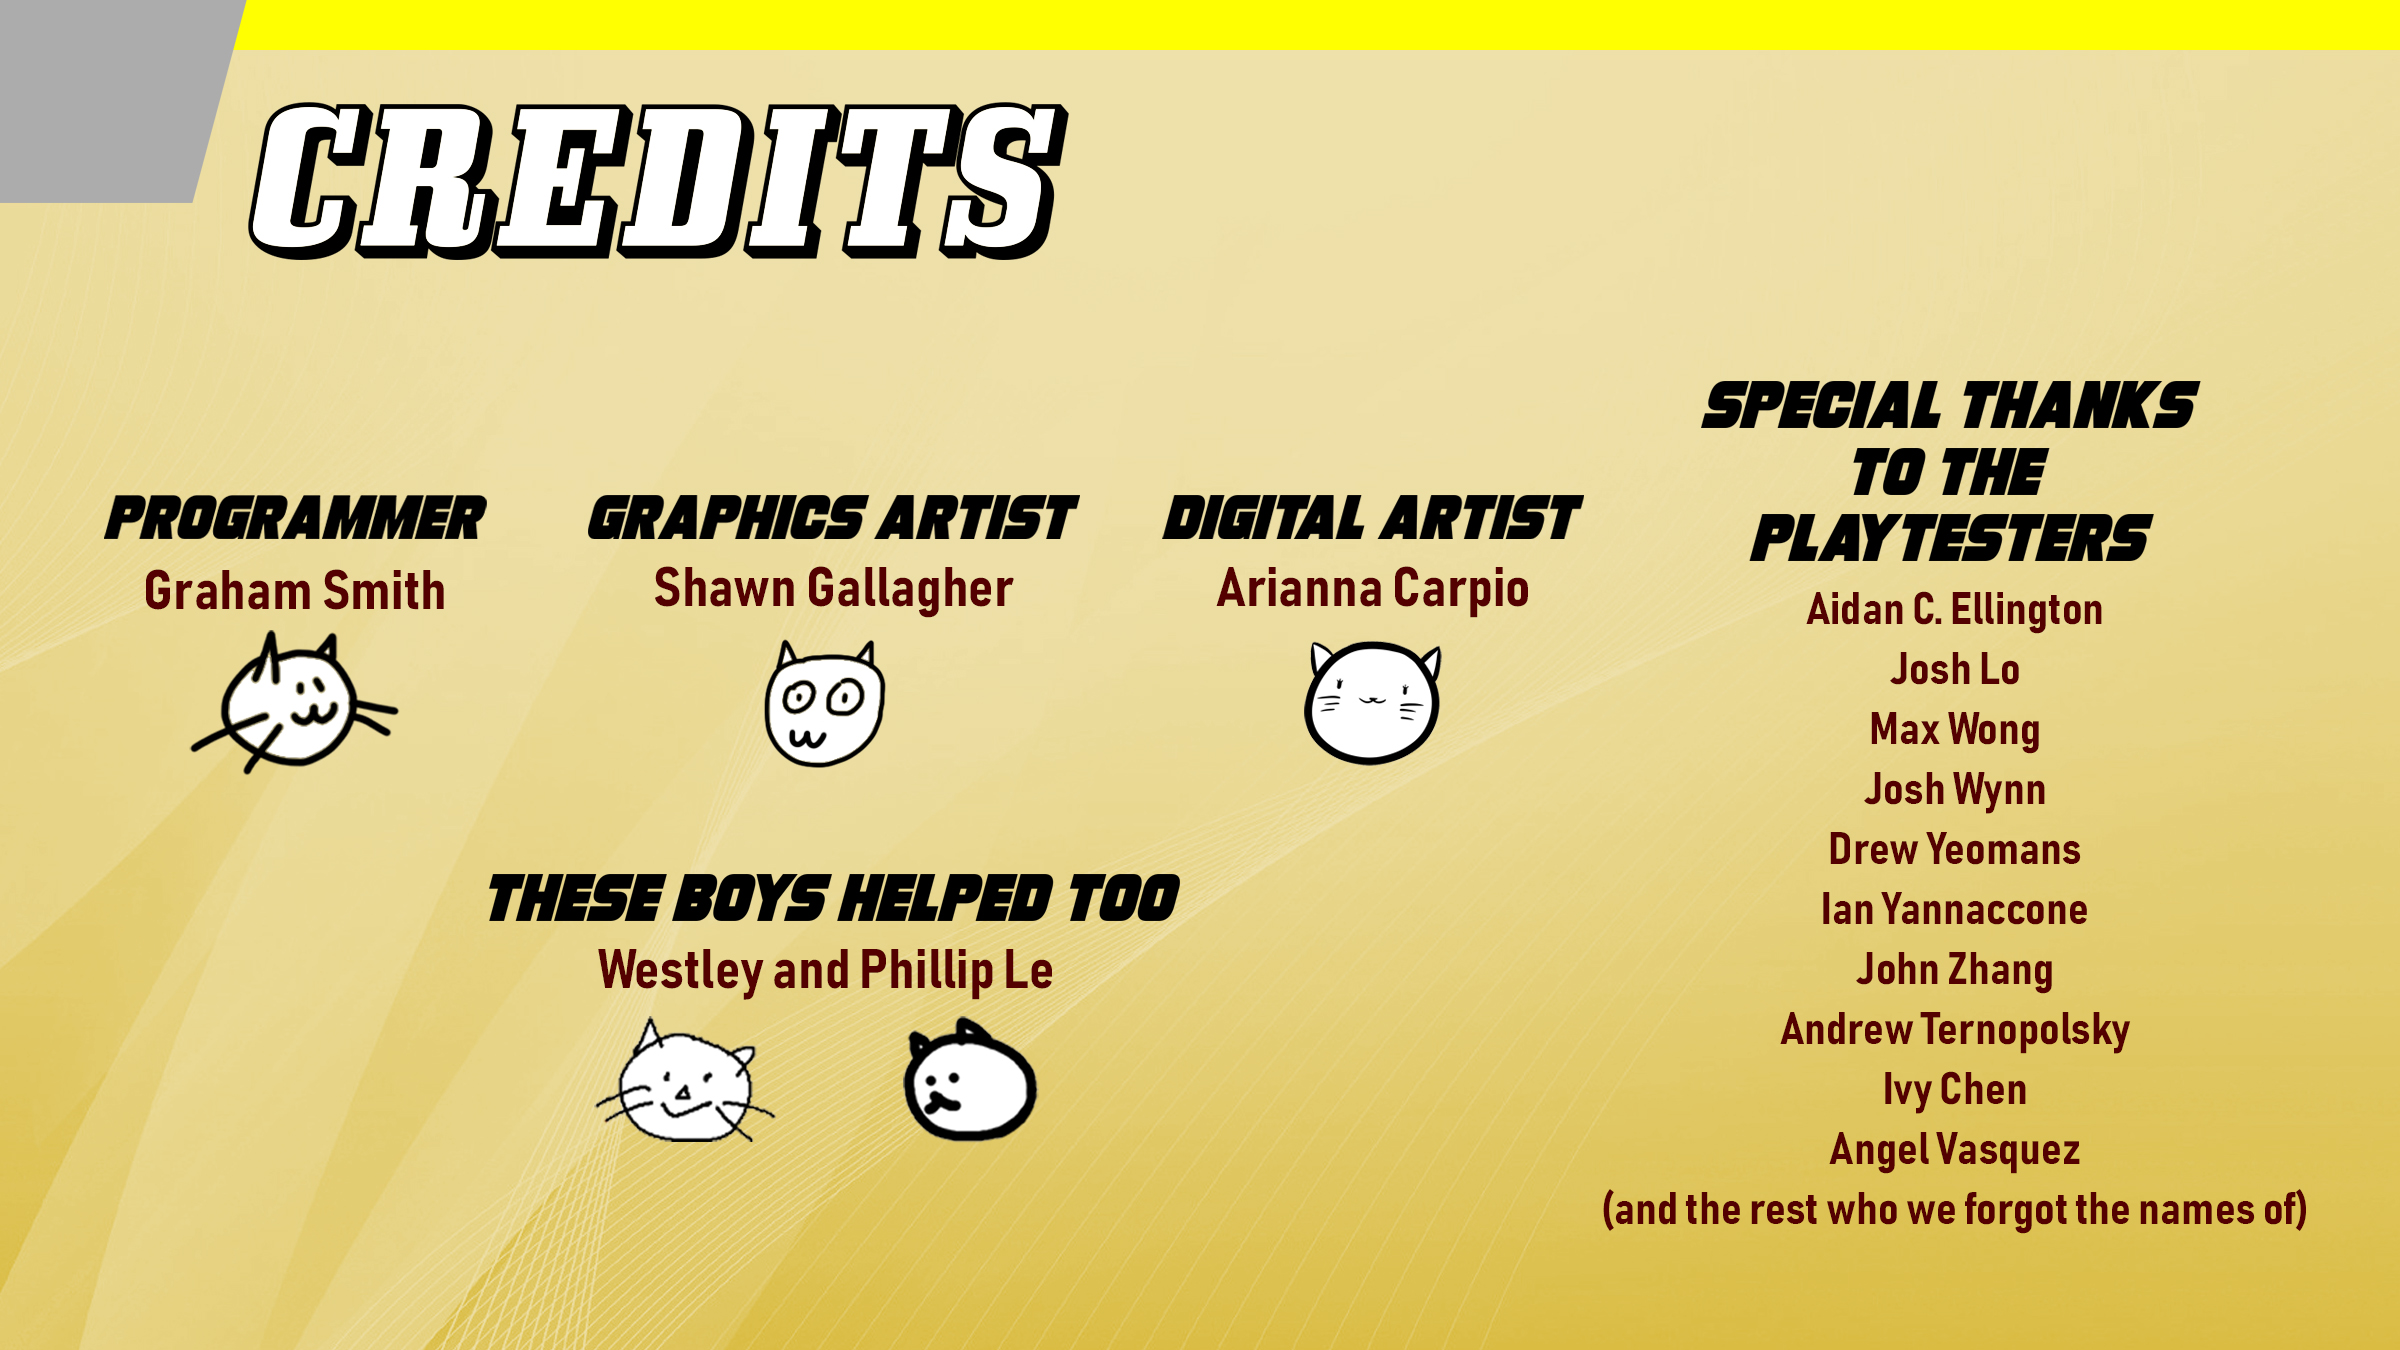 CREDITS
PROGRAMMER
Graham Smith
GRAPHICS ARTIST
Shawn Gallagher
DIGITAL ARTIST
Arianna Carpio
THESE BOYS HELPED TOO
Westley and Phillip Le
SPECIAL THANKS
TO THE
PLAYTESTERS
Aidan C. Ellington
Josh Lo
Max Wong
Josh Wynn
Drew Yeomans
Ian Yannaccone
John Zhang
Andrew Ternopolsky
Ivy Chen
Angel Vasquez
(and the rest who we forgot the names of)